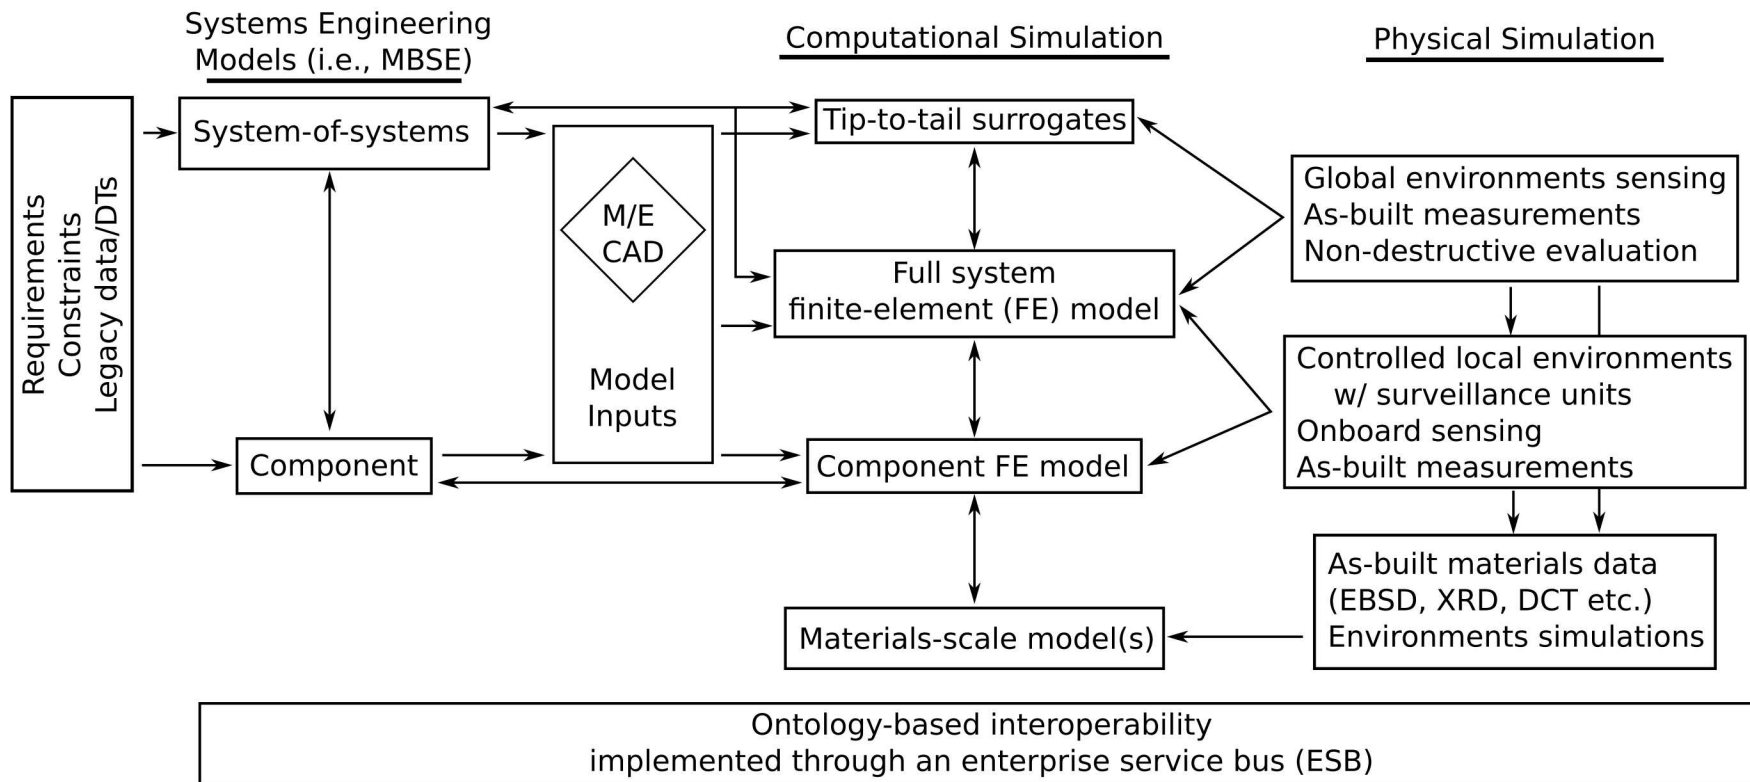 Systems Engineering
Models (i.e., MBSE)
Computational Simulation
Physical Simulation
Requirements
Constraints
Legacy data/DTs
System-of-systems
Component
M/E
CAD
Model
Inputs
Tip-to-tail surrogates
Full system
finite-element (FE) model
Component FE model
Materials-scale model(s)
Global environments sensing
As-built measurements
Non-destructive evaluation
Controlled local environments
w/ surveillance units
Onboard sensing
As-built measurements
As-built materials data
(EBSD, XRD, DCT etc.)
Environments simulations
Ontology-based interoperability
implemented through an enterprise service bus (ESB)